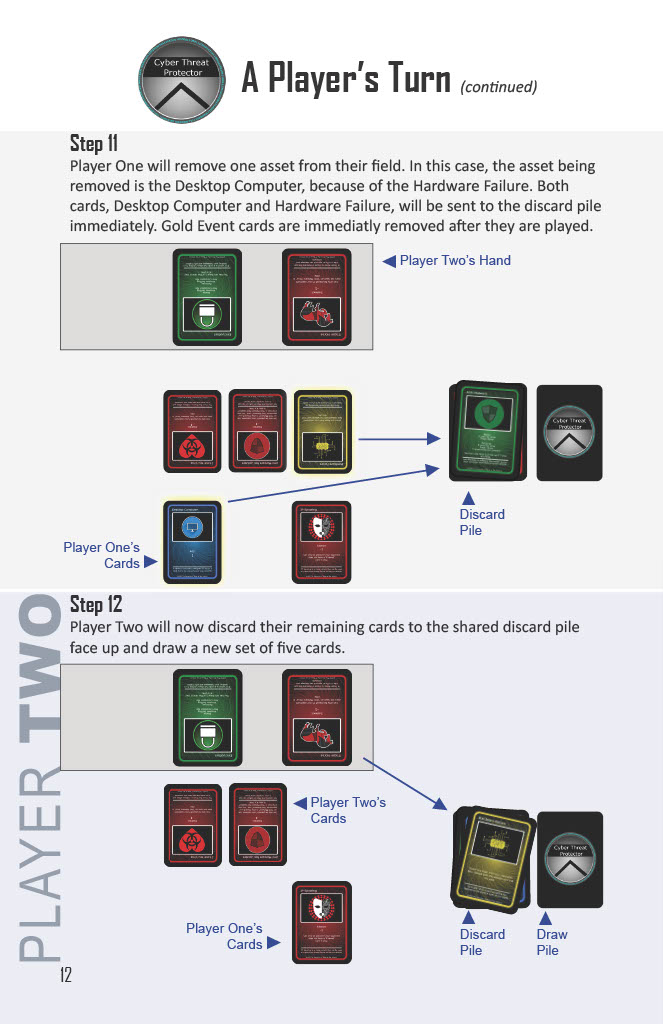 Cyber Threat
Protector
A Player's Turn (continued)
Step 11
Player One will remove one asset from their field. In this case, the asset being
removed is the Desktop Computer, because of the Hardware Failure. Both
cards, Desktop Computer and Hardware Failure, will be sent to the discard pile
immediately. Gold Event cards are immediatly removed after they are played.
Player Two's Hand
Cyber Threat
Protector
Discard
Pile
Player One's
Cards
PLAYER TWO
Step 12
Player Two will now discard their remaining cards to the shared discard pile
face up and draw a new set of five cards.
Player Two's
Cards
Cyber Threat
Protector
Player One's
Cards
Discard
Pile
Draw
Pile
12